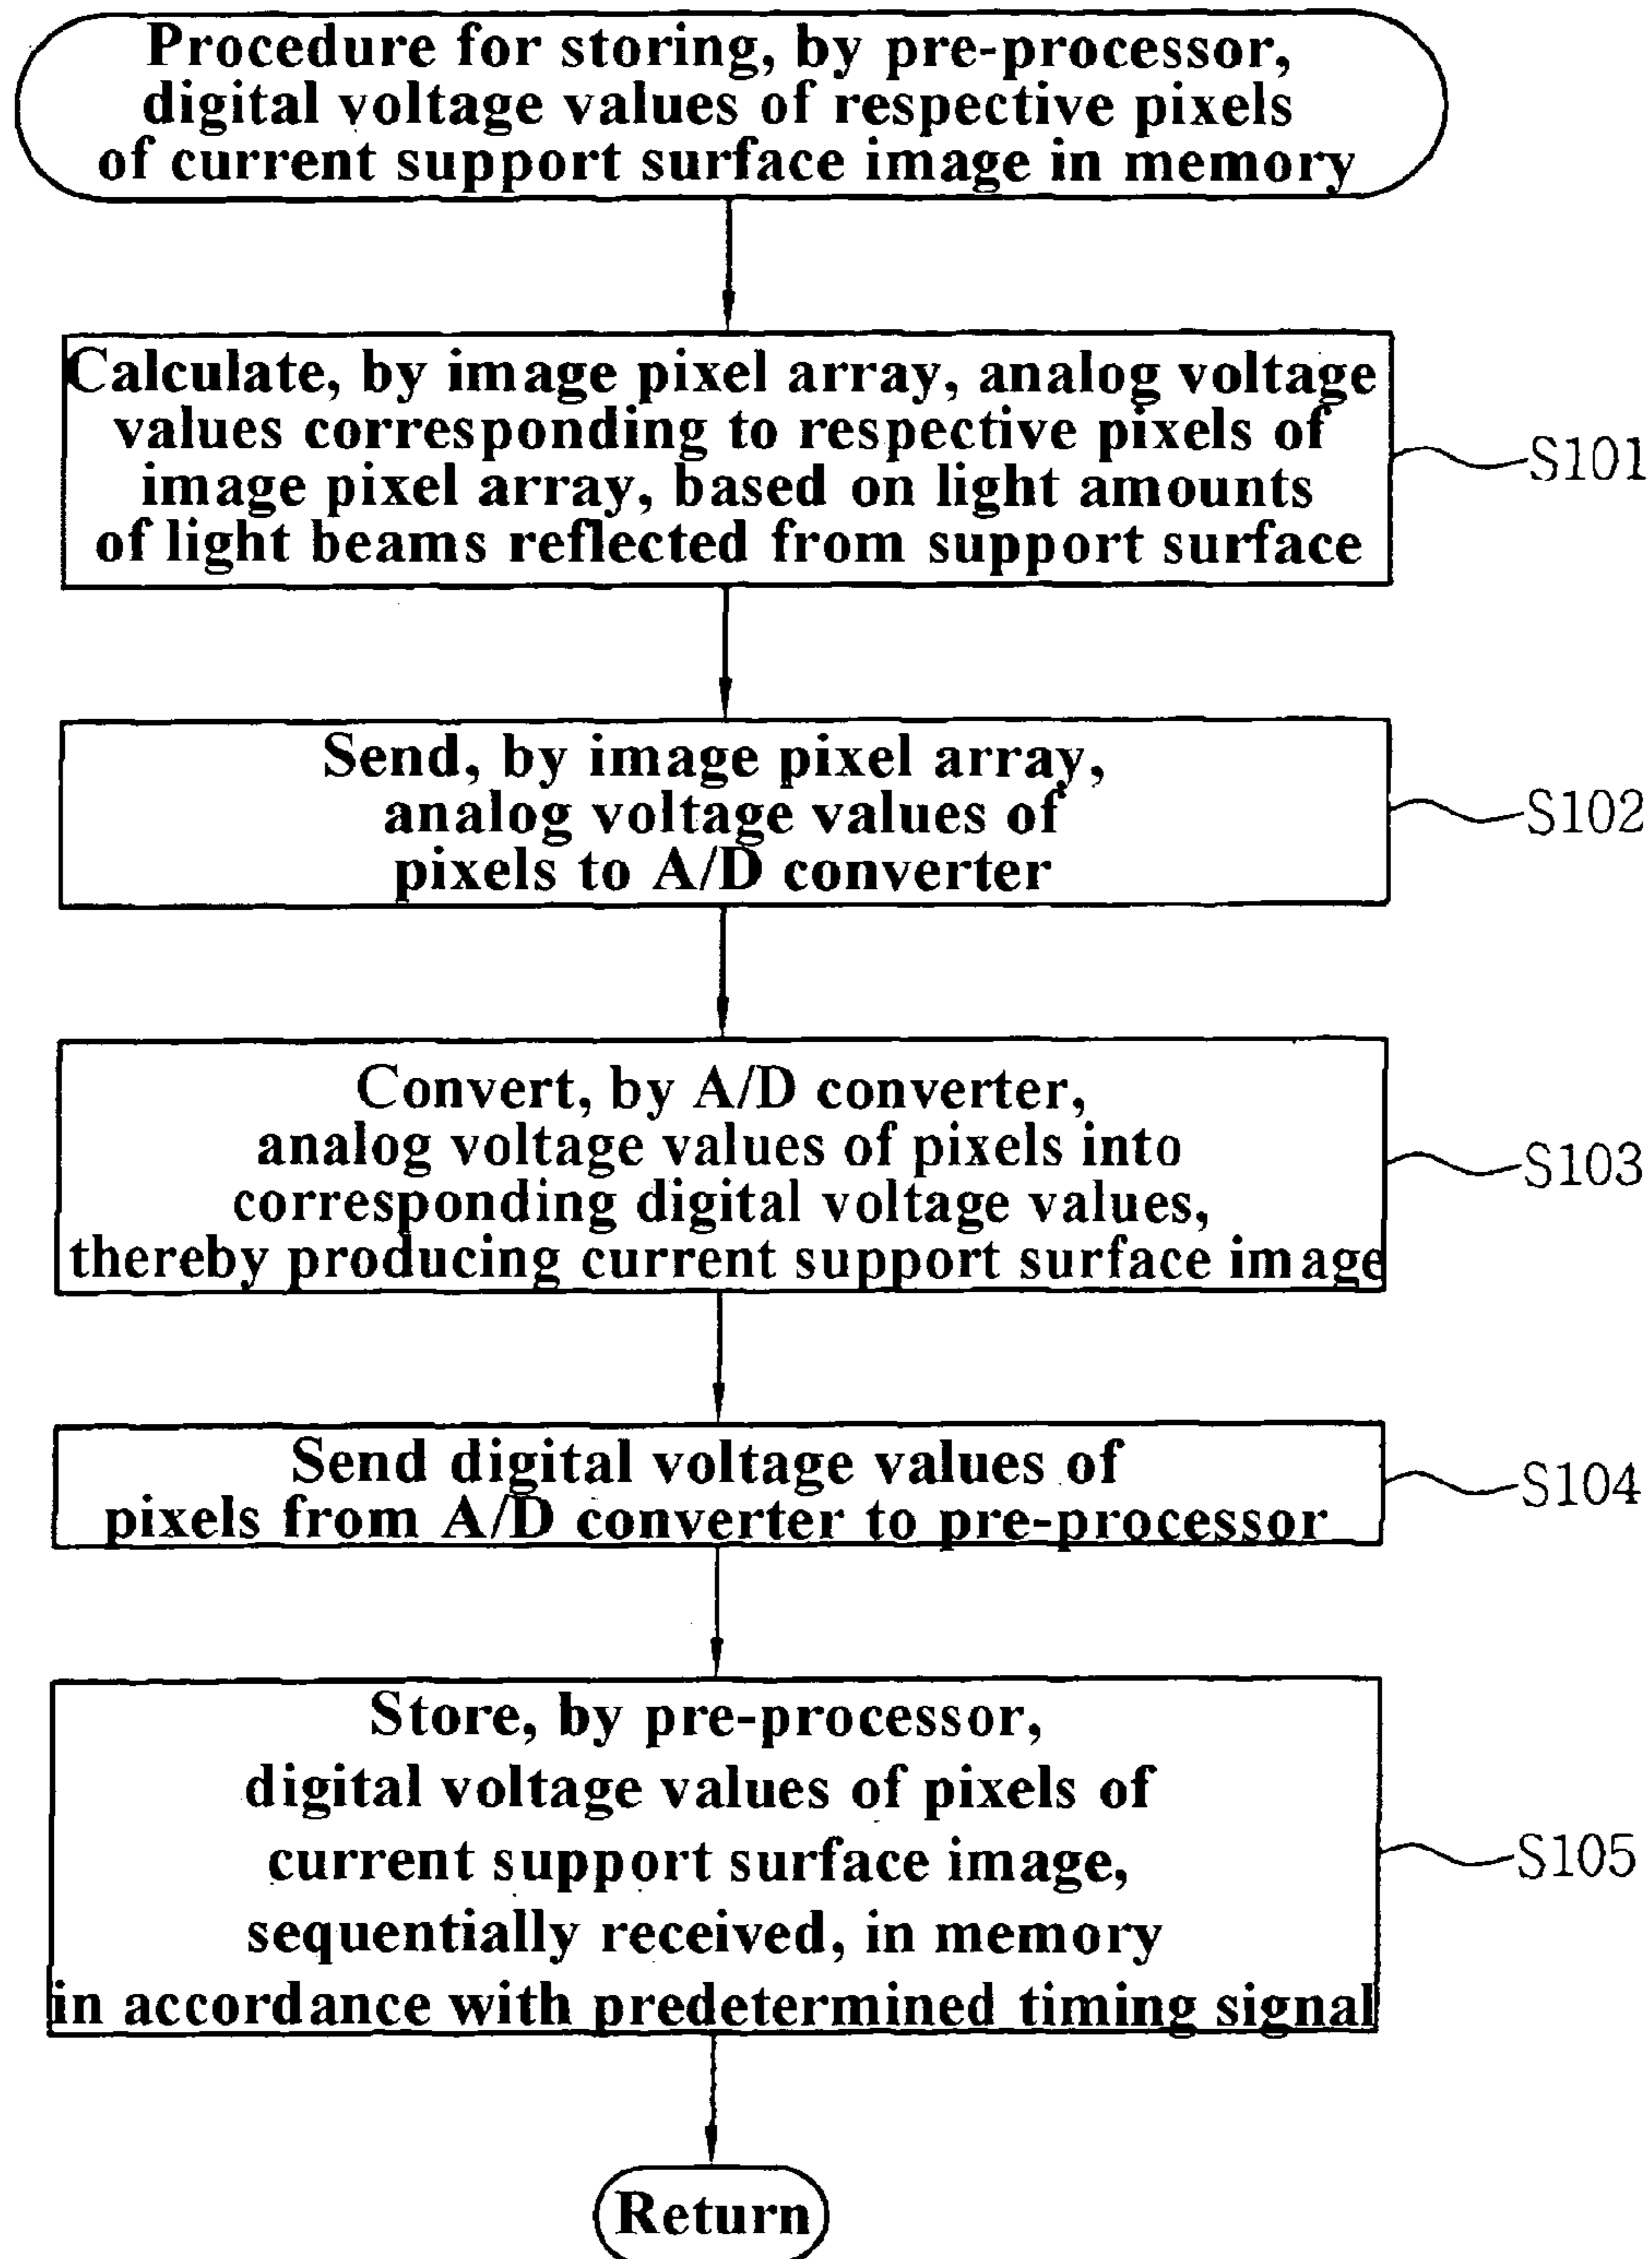 Procedure for storing, by pre-processor,
digital voltage values of respective pixels
of current support surface image in memory
Calculate, by image pixel array, analog voltage
values corresponding to respective pixels of
image pixel array, based on light amounts
of light beams reflected from support surface
S101
Send, by image pixel array,
analog voltage values of
pixels to A/D converter
S102
Convert, by A/D converter,
analog voltage values of pixels into
corresponding digital voltage values,
thereby producing current support surface image
S103
Send digital voltage values of
pixels from A/D converter to pre-processor
S104
Store, by pre-processor,
digital voltage values of pixels of
current support surface image,
sequentially received, in memory
in accordance with predetermined timing signal
S105
Return